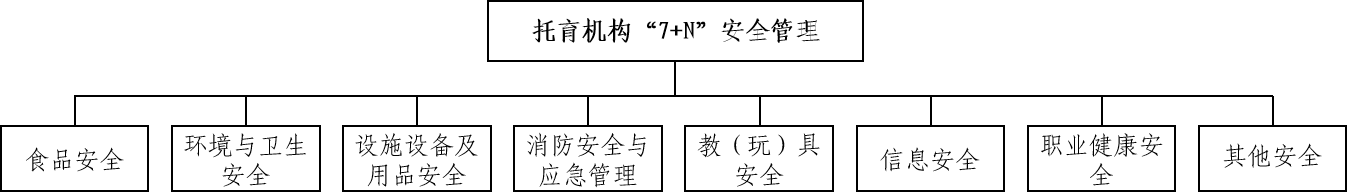 托育机构“7+N”安全管理
食品安全
环境与卫生
安全
设施设备及
用品安全
消防安全与
应急管理
教（玩）具
安全
信息安全
职业健康安
全
其他安全